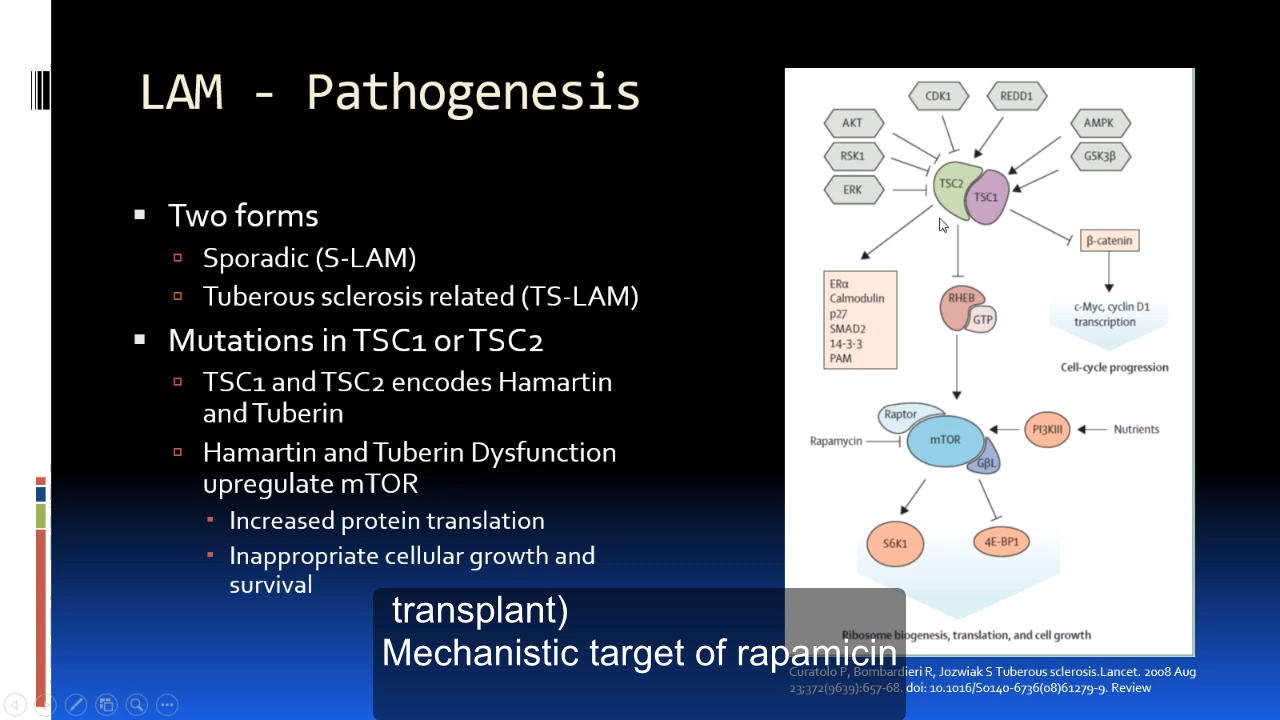 LAM - Pathogenesis
Two forms
Sporadic (S-LAM)
Tuberous sclerosis related (TS-LAM)
Mutations in TSC1 or TSC2
TSC1 and TSC2 encodes Hamartin
and Tuberin
Hamartin and Tuberin Dysfunction
upregulate mTOR
Increased protein translation
Inappropriate cellular growth and
survival
CDK1
REDD1
AKT
AMPK
RSK1
GSK3β
ERK
TSC2
TSC1
β-catenin
ERα
Calmodulin
p27
SMAD2
14-3-3
PAM
RHEB
GTP
c-Myc, cyclin D1
transcription
Cell-cycle progression
Raptor
Rapamycin
mTOR
PI3KIII
Nutrients
GβL
S6K1
4E-BP1
Ribosome biogenesis, translation, and cell growth
Curatolo P, Bombardieri R, Jozwiak S Tuberous sclerosis.Lancet. 2008 Aug
23;372(9639):657-68. doi: 10.1016/S0140-6736(08)61279-9. Review
transplant)
Mechanistic target of rapamicin